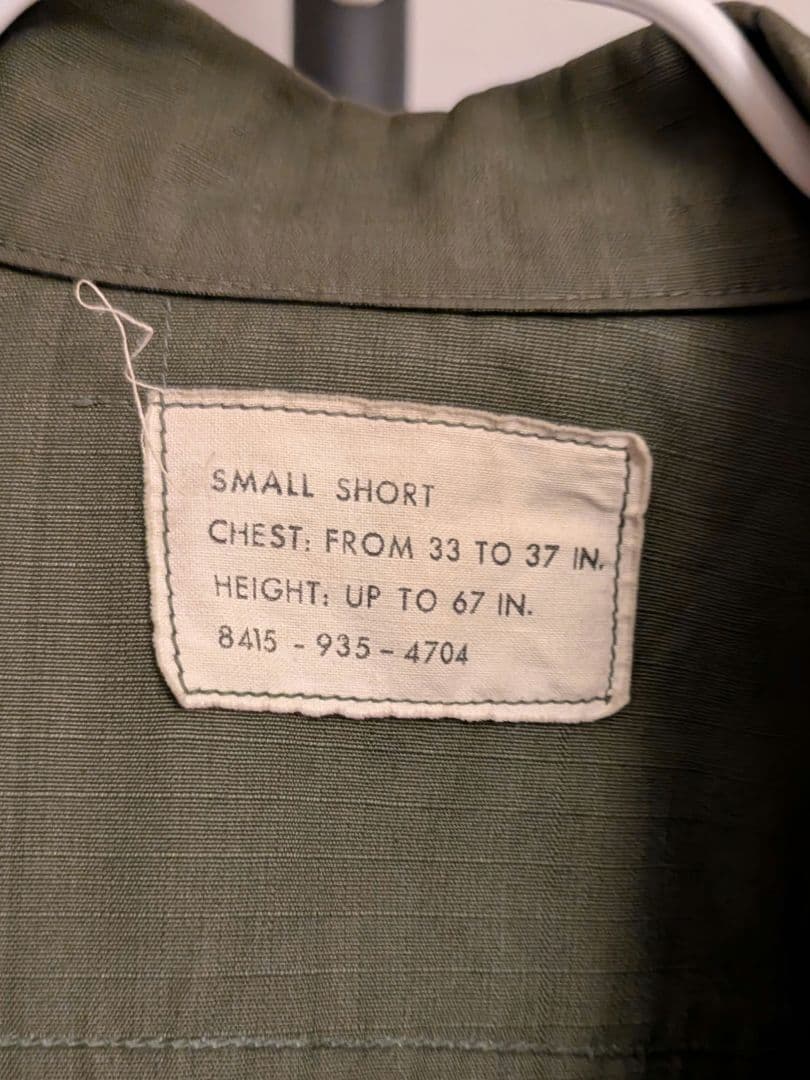 SMALL SHORT
CHEST: FROM 33 TO 37 IN.
HEIGHT: UP TO 67 IN.
8415 - 935 - 4704